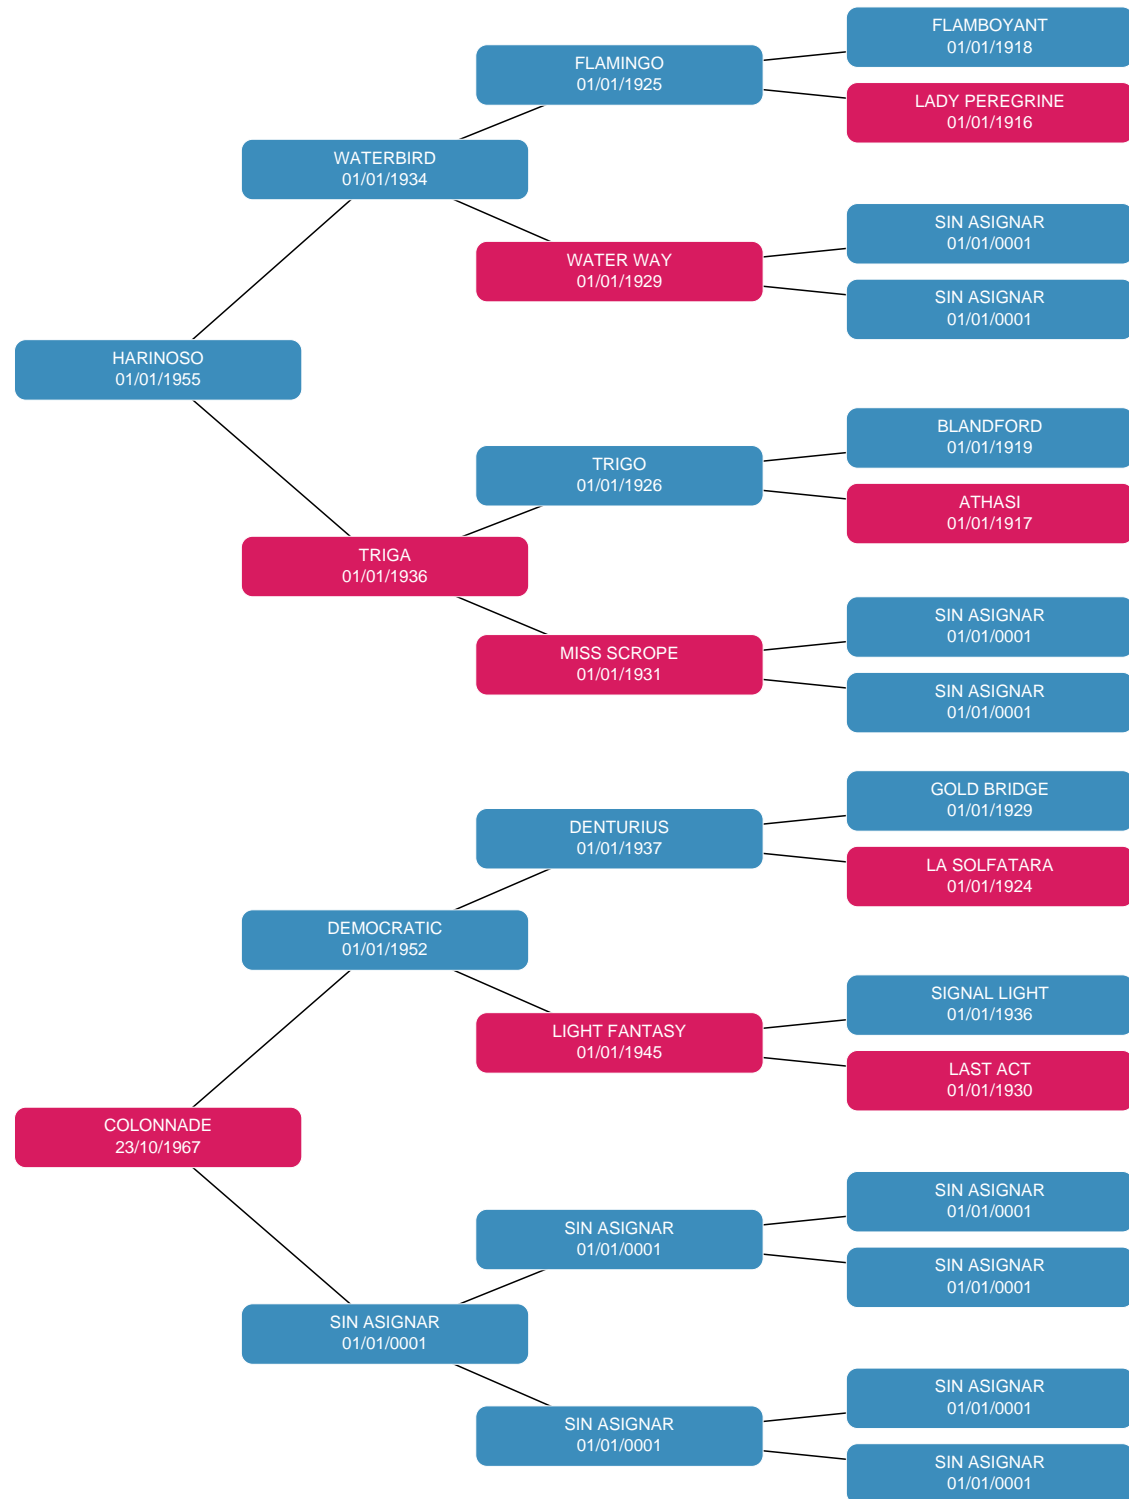 FLAMBOYANT
01/01/1918
FLAMINGO
01/01/1925
LADY PEREGRINE
01/01/1916
WATERBIRD
01/01/1934
SIN ASIGNAR
01/01/0001
WATER WAY
01/01/1929
SIN ASIGNAR
01/01/0001
HARINOSO
01/01/1955
BLANDFORD
01/01/1919
TRIGO
01/01/1926
ATHASI
01/01/1917
TRIGA
01/01/1936
SIN ASIGNAR
01/01/0001
MISS SCROPE
01/01/1931
SIN ASIGNAR
01/01/0001
GOLD BRIDGE
01/01/1929
DENTURIUS
01/01/1937
LA SOLFATARA
01/01/1924
DEMOCRATIC
01/01/1952
SIGNAL LIGHT
01/01/1936
LIGHT FANTASY
01/01/1945
LAST ACT
01/01/1930
COLONNADE
23/10/1967
SIN ASIGNAR
01/01/0001
SIN ASIGNAR
01/01/0001
SIN ASIGNAR
01/01/0001
SIN ASIGNAR
01/01/0001
SIN ASIGNAR
01/01/0001
SIN ASIGNAR
01/01/0001
SIN ASIGNAR
01/01/0001